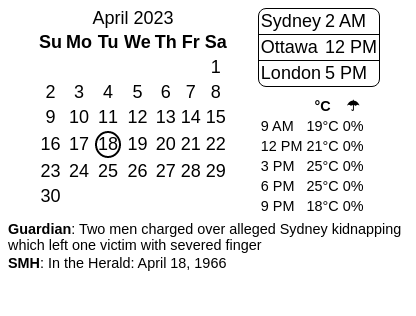 April 2023
Su Mo Tu We Th Fr Sa
1
2 3 4 5 6 7 8
9 10 11 12 13 14 15
16 17 18 19 20 21 22
23 24 25 26 27 28 29
30
Sydney 2 AM
Ottawa 12 PM
London 5 PM
°C ☂
9 AM 19°C 0%
12 PM 21°C 0%
3 PM 25°C 0%
6 PM 25°C 0%
9 PM 18°C 0%
Guardian: Two men charged over alleged Sydney kidnapping
which left one victim with severed finger
SMH: In the Herald: April 18, 1966